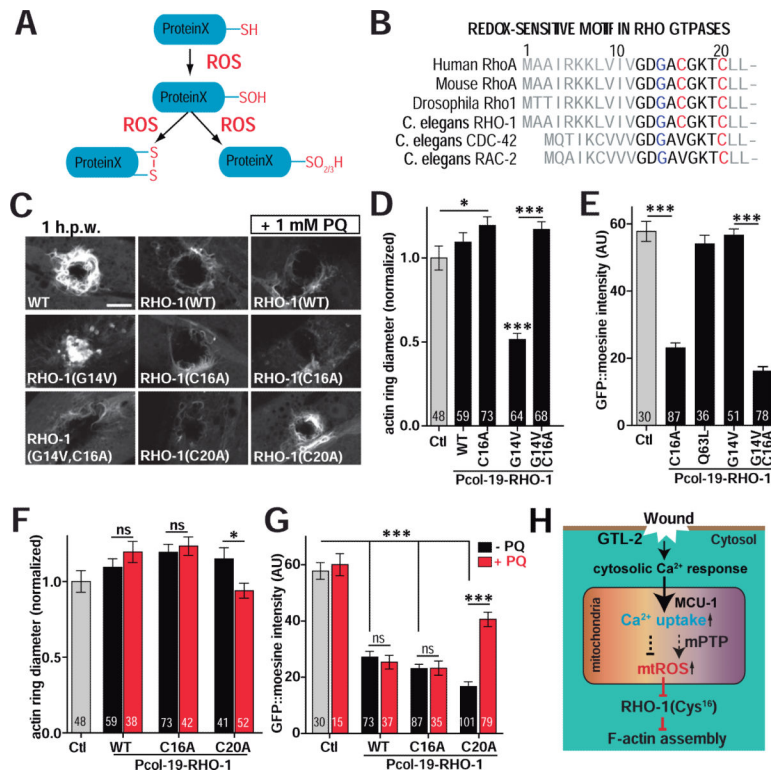 A
ProteinX
SH
ROS
ProteinX
SOH
ROS
ROS
ProteinX
S
S
ProteinX
SO2/3H
B
REDOX-SENSITIVE MOTIF IN RHO GTPASES
1 10 20
Human RhoA MAAIRKKLVIVGDGACGKTCLL–
Mouse RhoA MAAIRKKLVIVGDGACGKTCLL–
Drosophila Rho1 MTTIRKKLVIVGDGACGKTCLL–
C. elegans RHO-1 MAAIRKKLVIVGDGACGKTCLL–
C. elegans CDC-42 MQTIKCVVVGDGAVGKTCLL–
C. elegans RAC-2 MQAIKCVVVGDGAVGKTCLL–
C
1 h.p.w.
+ 1 mM PQ
WT
RHO-1(WT)
RHO-1(WT)
RHO-1(G14V)
RHO-1(C16A)
RHO-1(C16A)
RHO-1
(G14V,C16A)
RHO-1(C20A)
RHO-1(C20A)
D
actin ring diameter (normalized)
1.0
0.5
0.0
*
***
***
48 59 73 64 68
Ctl
WT
C16A
G14V
G14V
C16A
Pcol-19-RHO-1
E
GFP::moesine intensity (AU)
60
40
20
0
***
***
30 87 36 51 78
Ctl
C16A
Q63L
G14V
G14V
C16A
Pcol-19-RHO-1
F
actin ring diameter (normalized)
1.0
0.5
0.0
ns
ns
*
48 59 38 73 42 41 52
Ctl WT C16A C20A
Pcol-19-RHO-1
G
GFP::moesine intensity (AU)
80
60
40
20
0
***
- PQ
+ PQ
ns
ns
***
30 15 73 37 87 35 101 79
Ctl WT C16A C20A
Pcol-19-RHO-1
H
Wound
GTL-2
Cytosol
cytosolic Ca2+ response
mitochondria
MCU-1
Ca2+ uptake
mPTP
mtROS
RHO-1(Cys16)
F-actin assembly